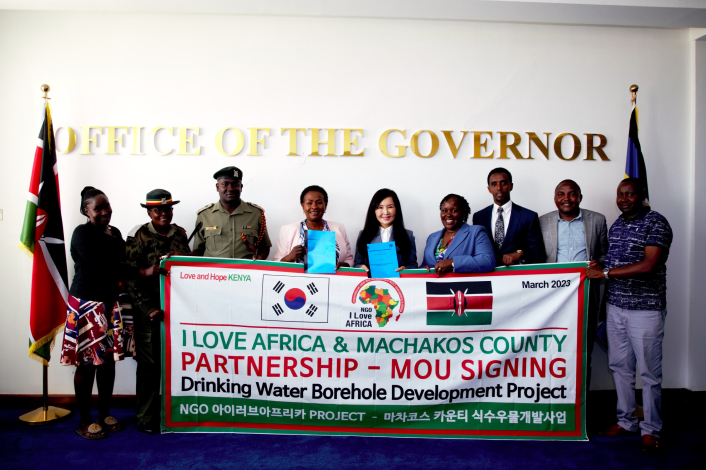 OFFICE OF THE GOVERNOR
Love and Hope KENYA
March 2023
NGO
I Love
AFRICA
I LOVE AFRICA & MACHAKOS COUNTY
PARTNERSHIP – MOU SIGNING
Drinking Water Borehole Development Project
NGO 아이러브아프리카 PROJECT - 마차코스 카운티 식수우물개발사업